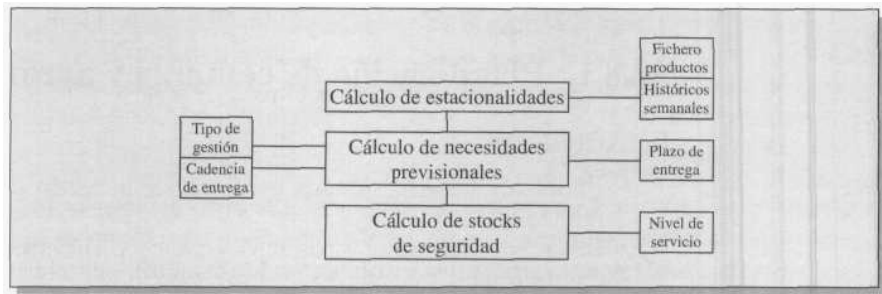 Fichero
productos
Cálculo de estacionalidades
Históricos
semanales
Tipo de
gestión
Cadencia
de entrega
Cálculo de necesidades
previsionales
Plazo de
entrega
Cálculo de stocks
de seguridad
Nivel de
servicio